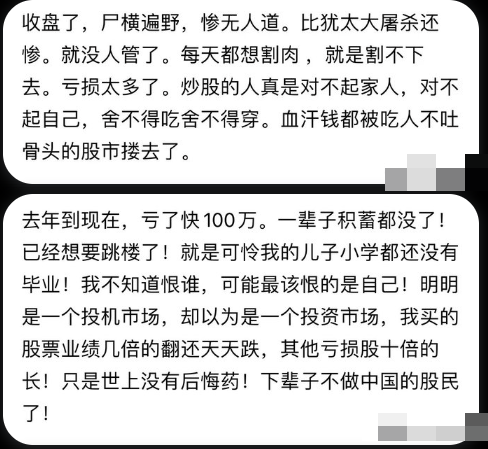 收盘了，尸横遍野，惨无人道。比犹太大屠杀还
惨。就没人管了。每天都想割肉 ，就是割不下
去。亏损太多了。炒股的人真是对不起家人，对不
起自己，舍不得吃舍不得穿。血汗钱都被吃人不吐
骨头的股市搂去了。
去年到现在，亏了快100万。一辈子积蓄都没了！
已经想要跳楼了！就是可怜我的儿子小学都还没有
毕业！我不知道恨谁，可能最该恨的是自己！明明
是一个投机市场，却以为是一个投资市场，我买的
股票业绩几倍的翻还天天跌，其他亏损股十倍的
长！只是世上没有后悔药！下辈子不做中国的股民
了！